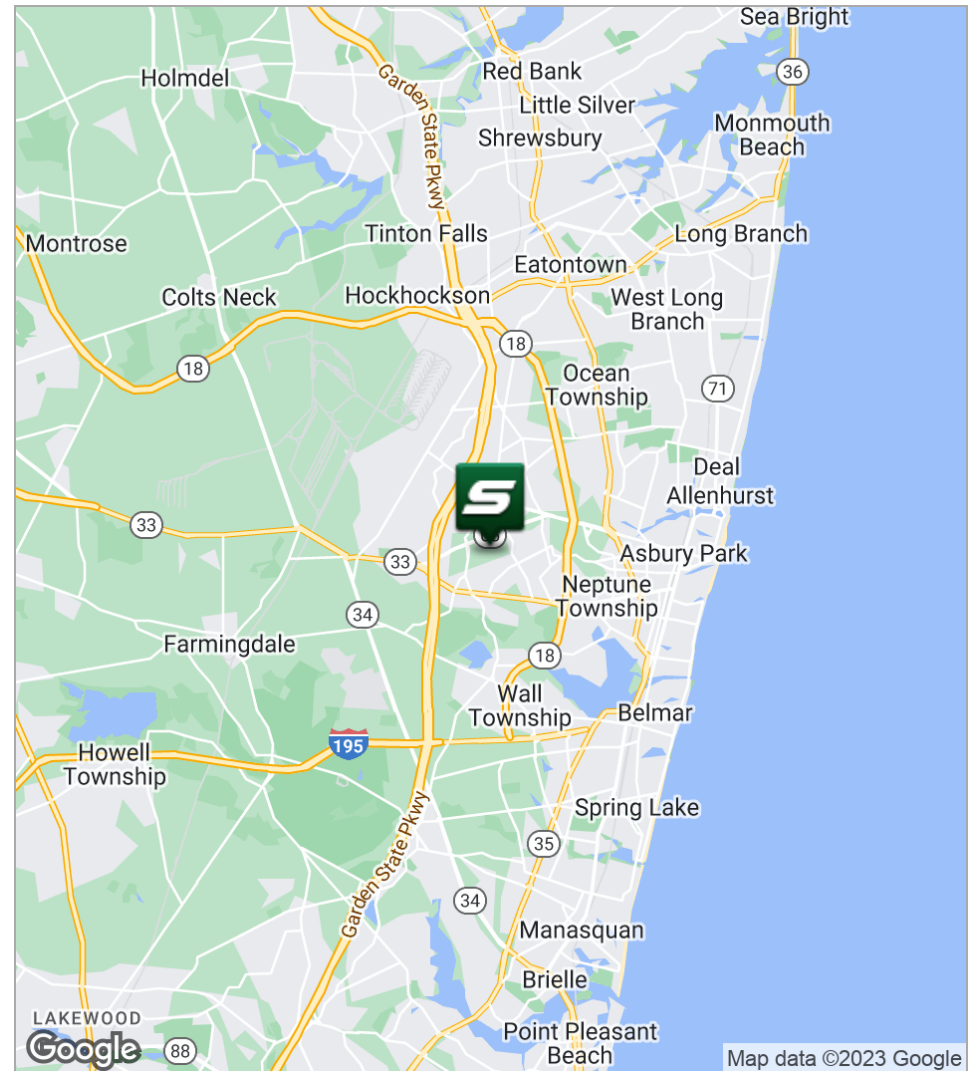 Sea Bright
Holmdel
Red Bank
36
Garden State Pkwy
Little Silver
Shrewsbury
Monmouth
Beach
Tinton Falls
Long Branch
Montrose
Eatontown
Colts Neck
Hockhockson
West Long
Branch
18
18
Ocean
Township
71
Deal
Allenhurst
S
33
Asbury Park
33
Neptune
Township
34
Farmingdale
18
Wall
Township
Belmar
195
Howell
Township
Spring Lake
Garden State Pkwy
35
34
Manasquan
Brielle
LAKEWOOD
Point Pleasant
Beach
Google
88
Map data ©2023 Google